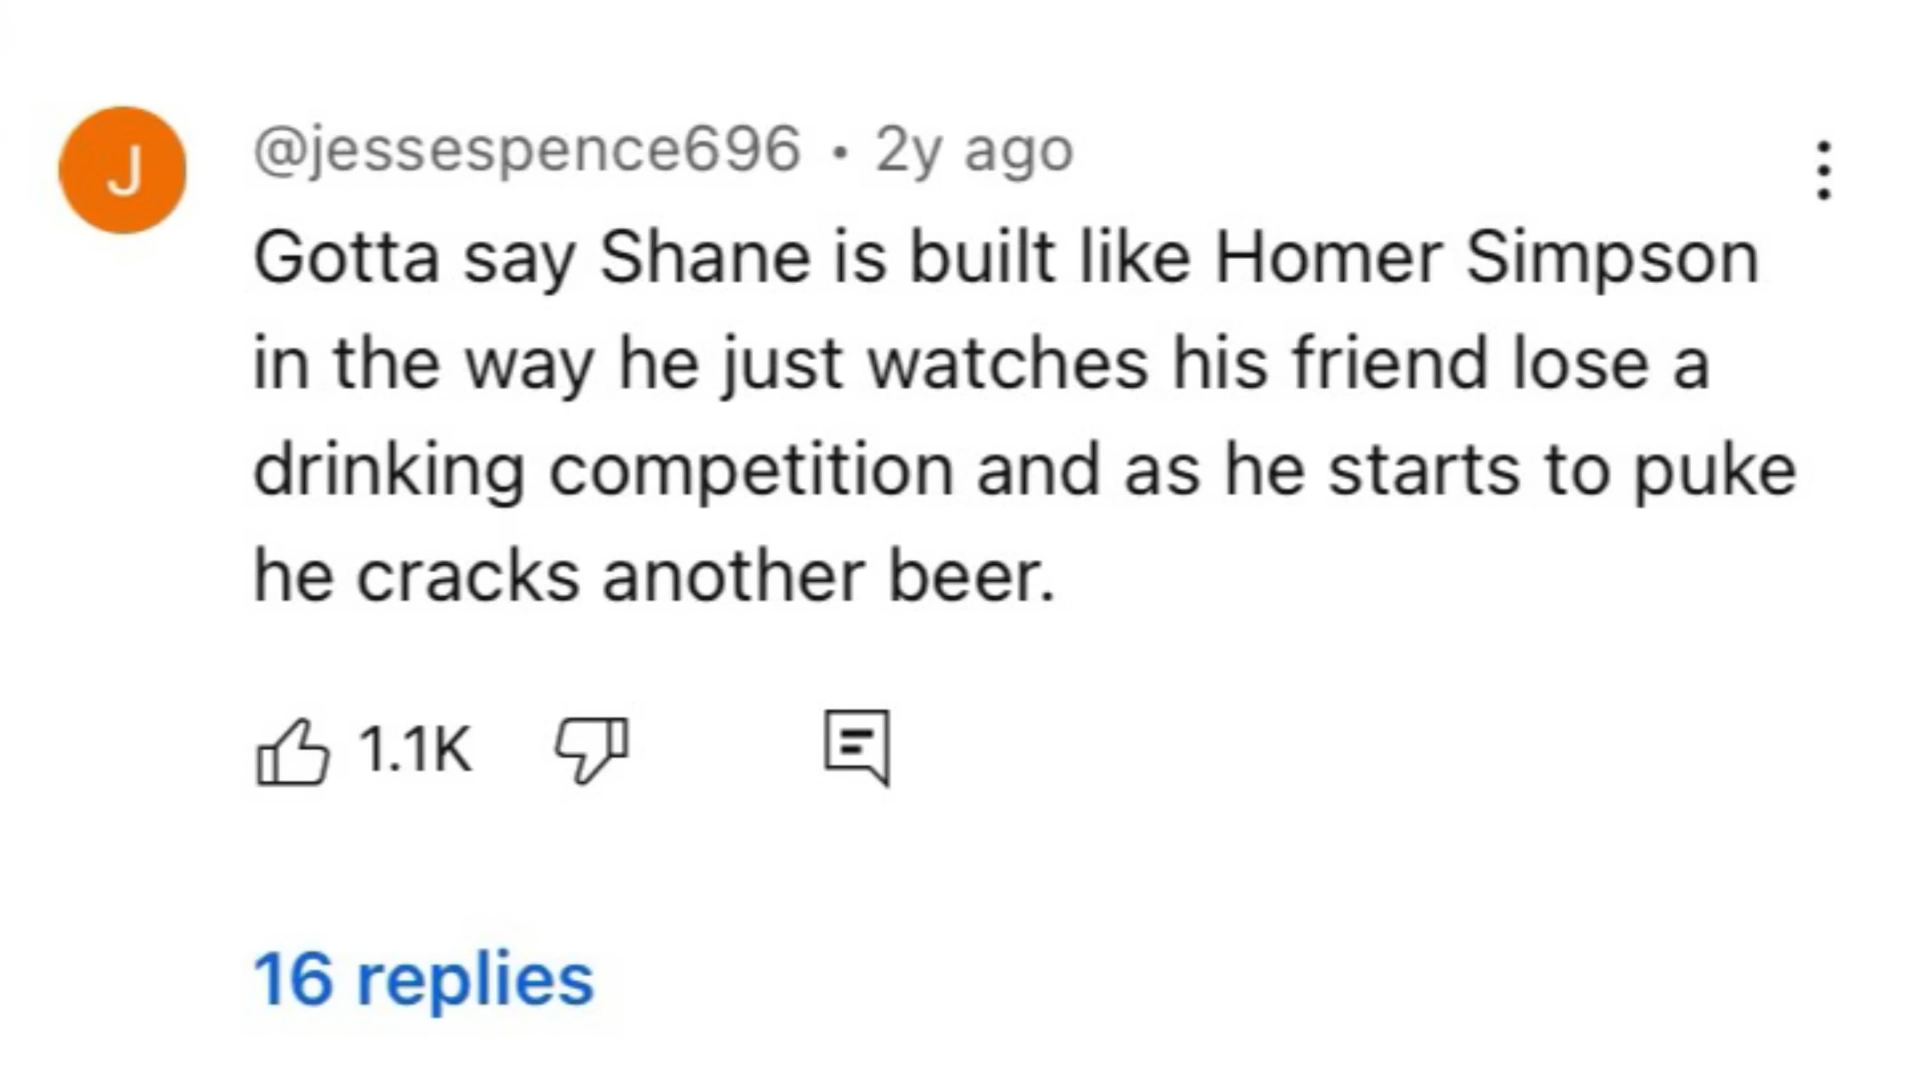 J
@jessespence696 • 2y ago
Gotta say Shane is built like Homer Simpson
in the way he just watches his friend lose a
drinking competition and as he starts to puke
he cracks another beer.
1.1K
16 replies